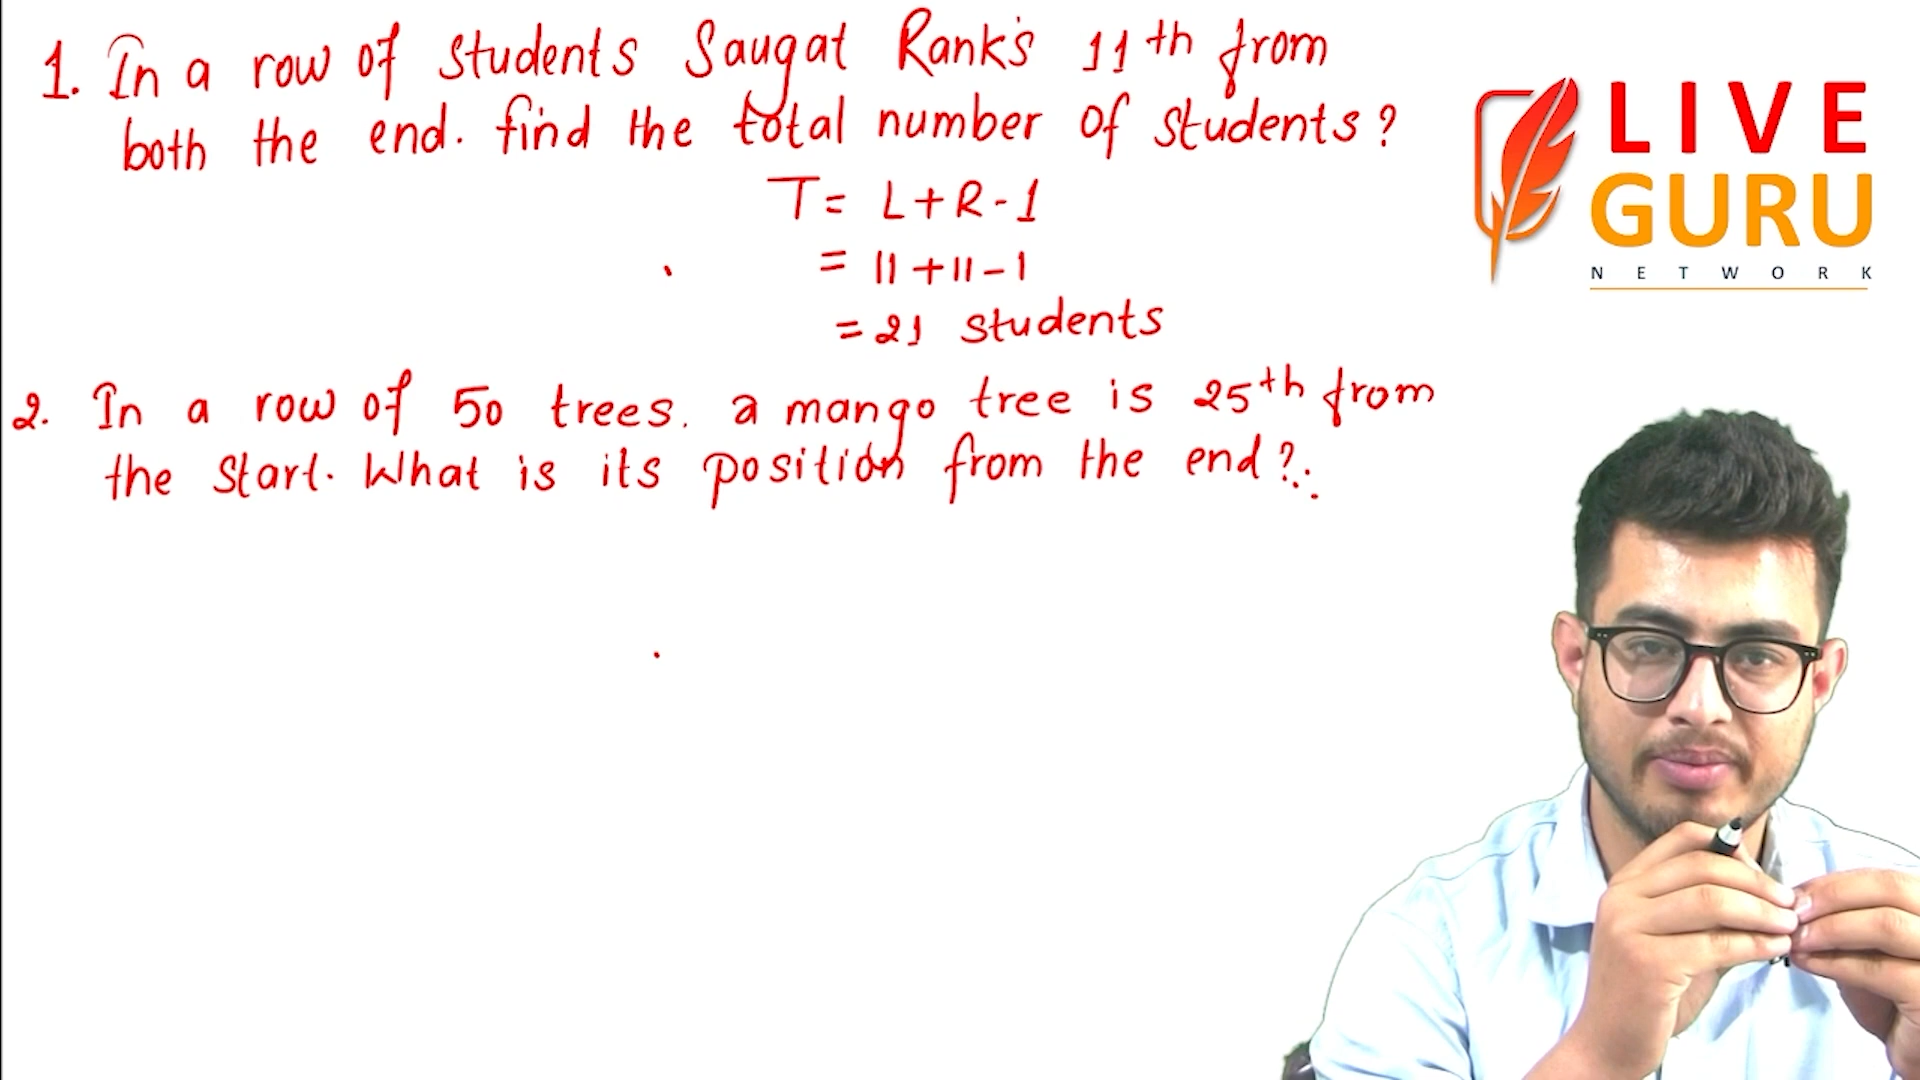 1. In a row of students Saugat Rank's 11th from
both the end. find the total number of students?
T = L+R-1
= 11+11-1
= 21 students
2. In a row of 50 trees. a mango tree is 25th from
the start. What is its position from the end?
LIVE
GURU
NETWORK